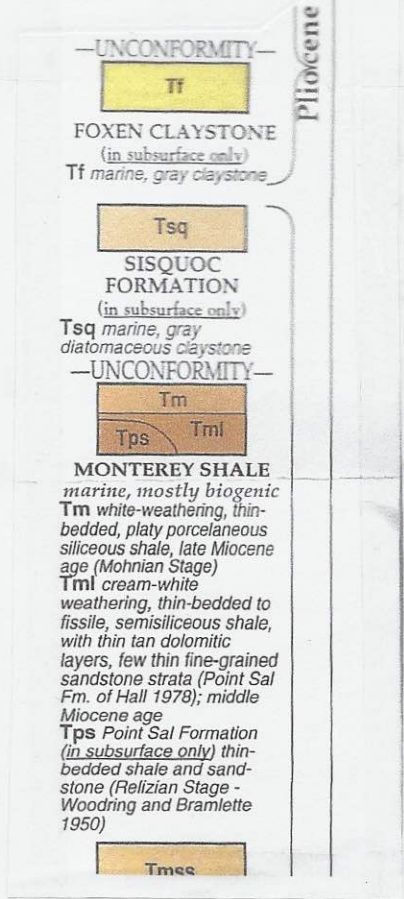 —UNCONFORMITY—
Tf
FOXEN CLAYSTONE
(in subsurface only)
Tf marine, gray claystone
Pliocene
Tsq
SISQUOC
FORMATION
(in subsurface only)
Tsq marine, gray
diatomaceous claystone
—UNCONFORMITY—
Tm
Tps
Tml
MONTEREY SHALE
marine, mostly biogenic
Tm white-weathering, thin-
bedded, platy porcelaneous
siliceous shale, late Miocene
age (Mohnian Stage)
Tml cream-white
weathering, thin-bedded to
fissile, semisiliceous shale,
with thin tan dolomitic
layers, few thin fine-grained
sandstone strata (Point Sal
Fm. of Hall 1978); middle
Miocene age
Tps Point Sal Formation
(in subsurface only) thin-
bedded shale and sand-
stone (Relizian Stage -
Woodring and Bramlette
1950)
Tmss